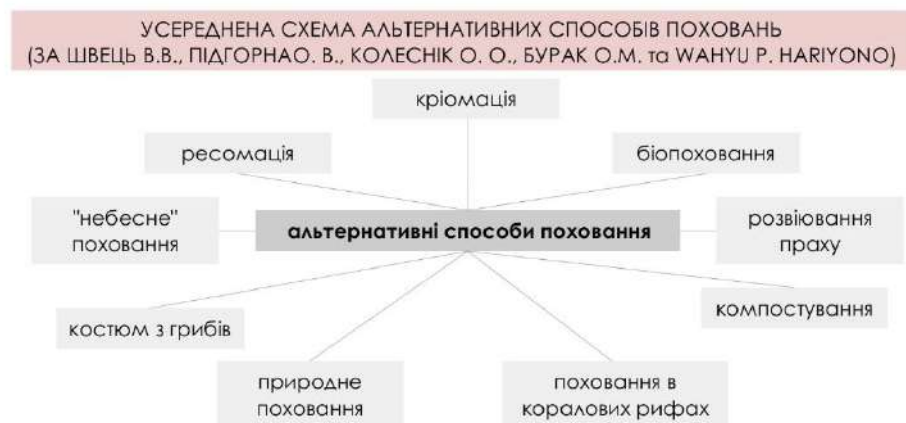 УСЕРЕДНЕНА СХЕМА АЛЬТЕРНАТИВНИХ СПОСОБІВ ПОХОВАНЬ
(ЗА ШВЕЦЬ В.В., ПІДГОРНАО. В., КОЛЕСНІК О. О., БУРАК О.М. та WAHYU P. HARIYONO)
кріомація
ресомація
біопоховання
"небесне"
поховання
альтернативні способи поховання
розвіювання
праху
костюм з грибів
компостування
природне
поховання
поховання в
коралових рифах